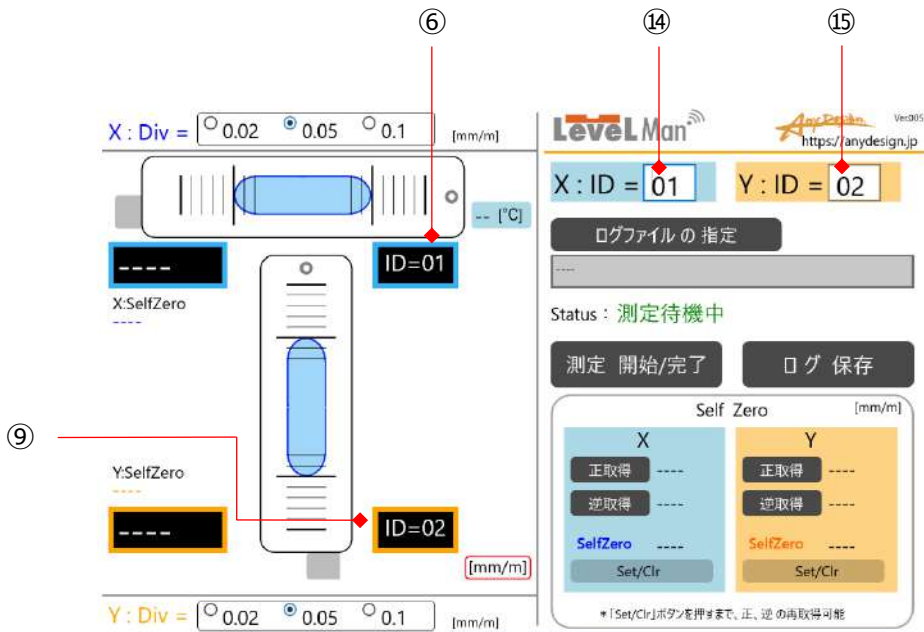 ⑥ ⑭ ⑮
X : Div = 0.02 0.05 0.1 [mm/m]
LeveL Man
AnyDesign Ver.005
https://anydesign.jp
X : ID = 01 Y : ID = 02
-- [°C]
ログファイル の 指定
----
---- ID=01
X:SelfZero
----
Status : 測定待機中
測定 開始/完了 ログ 保存
Self Zero [mm/m]
X Y
正取得 ---- 正取得 ----
逆取得 ---- 逆取得 ----
SelfZero ---- SelfZero ----
Set/Clr Set/Clr
*「Set/Clr」ボタンを押すまで、正、逆 の再取得可能
⑨
Y:SelfZero
----
---- ID=02
[mm/m]
Y : Div = 0.02 0.05 0.1 [mm/m]